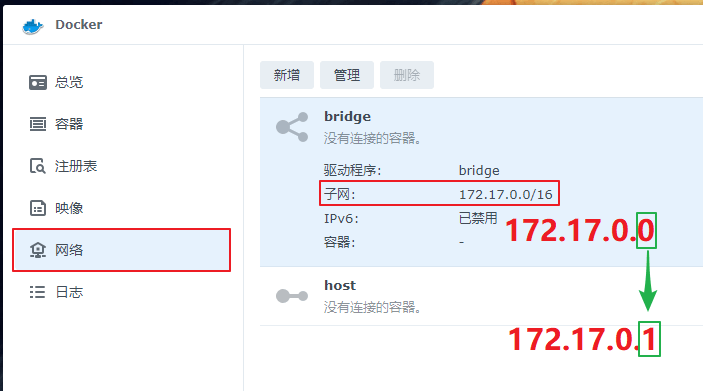 Docker
总览
容器
注册表
映像
网络
日志
新增 管理 删除
bridge
没有连接的容器。
驱动程序: bridge
子网: 172.17.0.0/16
IPv6: 已禁用
容器: -
172.17.0.0
host
没有连接的容器。
172.17.0.1